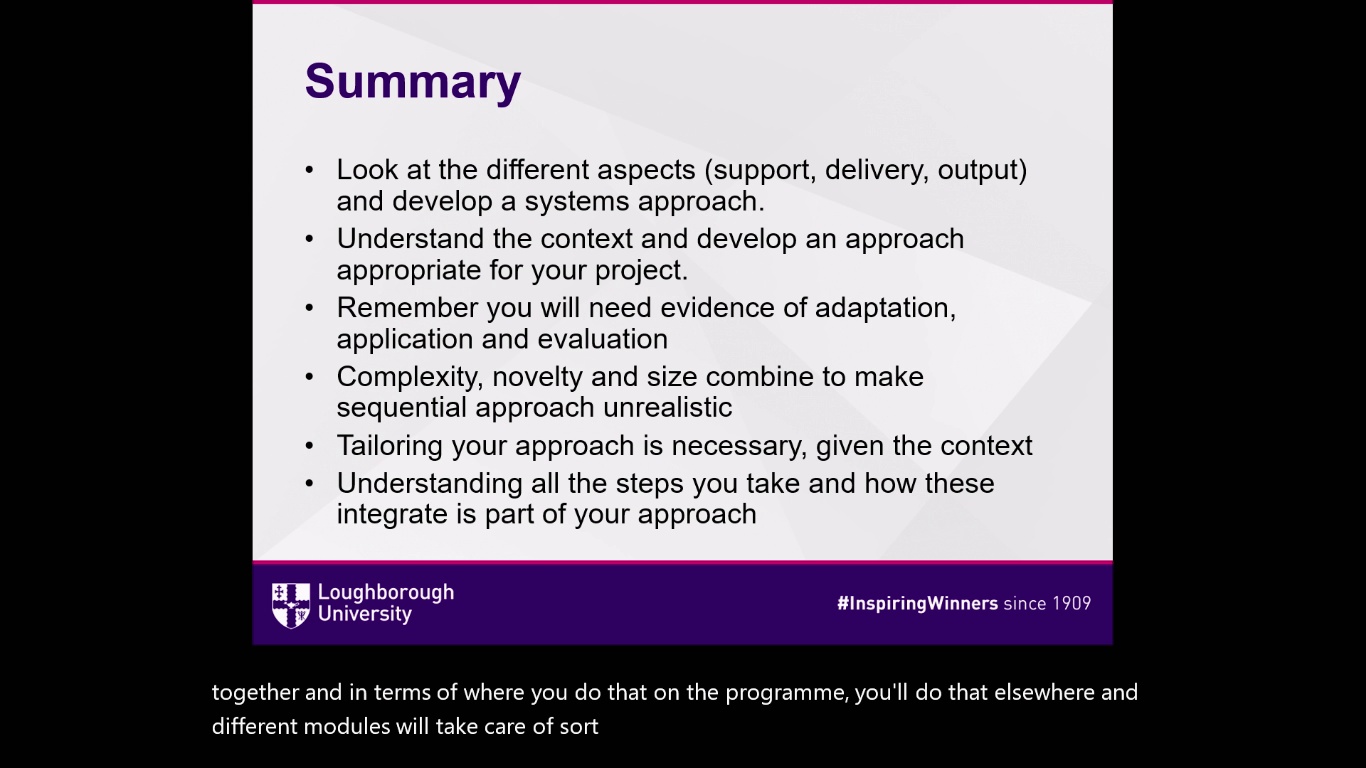 Summary
• Look at the different aspects (support, delivery, output)
and develop a systems approach.
• Understand the context and develop an approach
appropriate for your project.
• Remember you will need evidence of adaptation,
application and evaluation
• Complexity, novelty and size combine to make
sequential approach unrealistic
• Tailoring your approach is necessary, given the context
• Understanding all the steps you take and how these
integrate is part of your approach
Loughborough
University
#InspiringWinners since 1909
together and in terms of where you do that on the programme, you'll do that elsewhere and
different modules will take care of sort